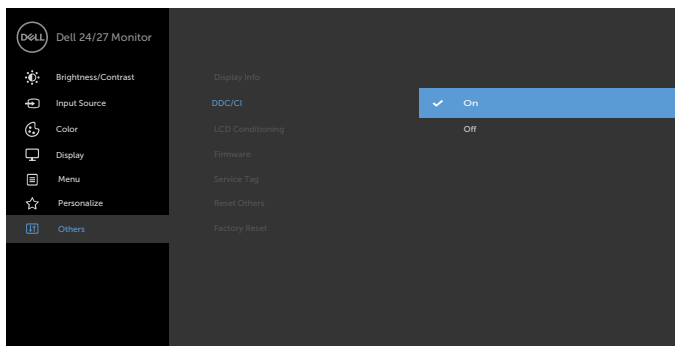 DELL Dell 24/27 Monitor
Brightness/Contrast
Input Source
Color
Display
Menu
Personalize
Others
Display Info
DDC/CI
LCD Conditioning
Firmware
Service Tag
Reset Others
Factory Reset
On
Off